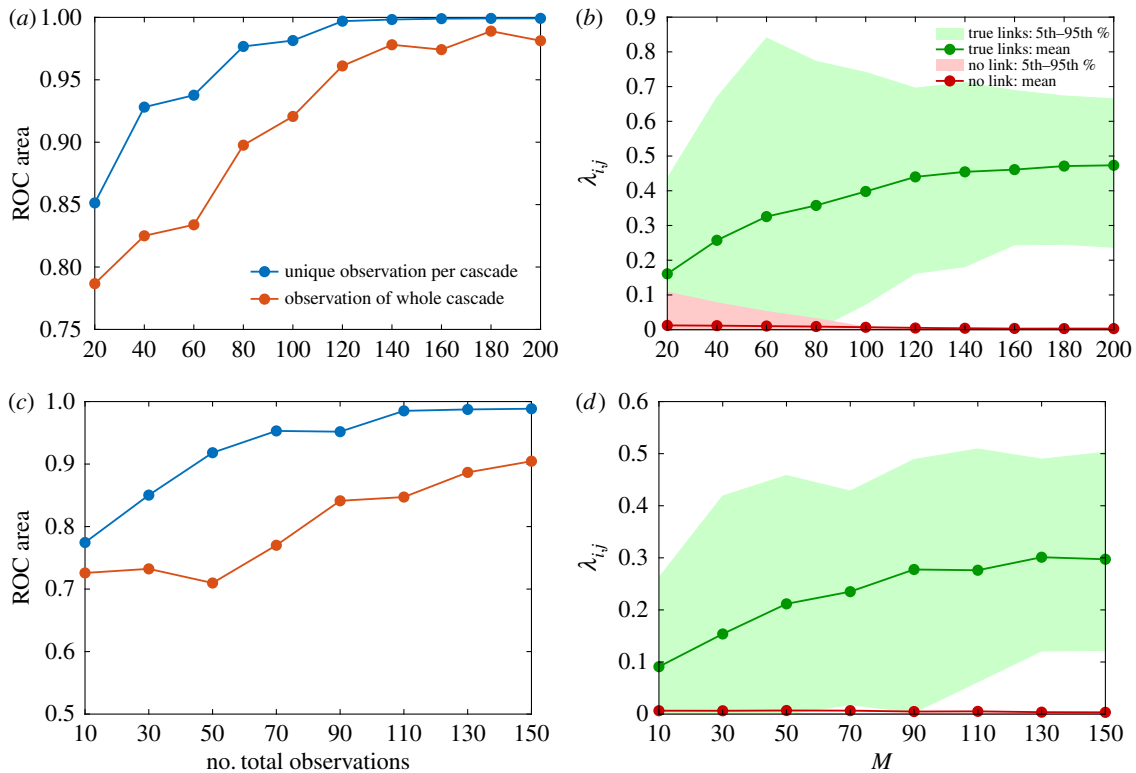 (a)
1.00
0.95
0.90
0.85
0.80
0.75
ROC area
unique observation per cascade
observation of whole cascade
20 40 60 80 100 120 140 160 180 200
(b)
0.9
0.8
0.7
0.6
0.5
0.4
0.3
0.2
0.1
0
λi,j
true links: 5th–95th %
true links: mean
no link: 5th–95th %
no link: mean
20 40 60 80 100 120 140 160 180 200
(c)
1.0
0.9
0.8
0.7
0.6
0.5
ROC area
10 30 50 70 90 110 130 150
no. total observations
(d)
0.6
0.5
0.4
0.3
0.2
0.1
0
λi,j
10 30 50 70 90 110 130 150
M